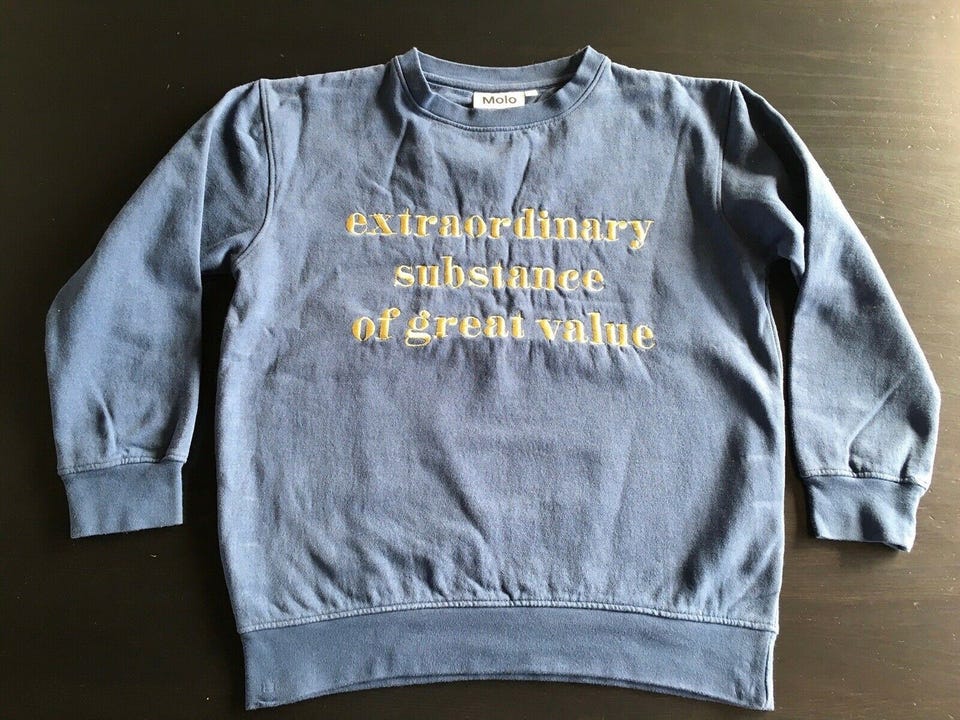 Molo
extraordinary
substance
of great value